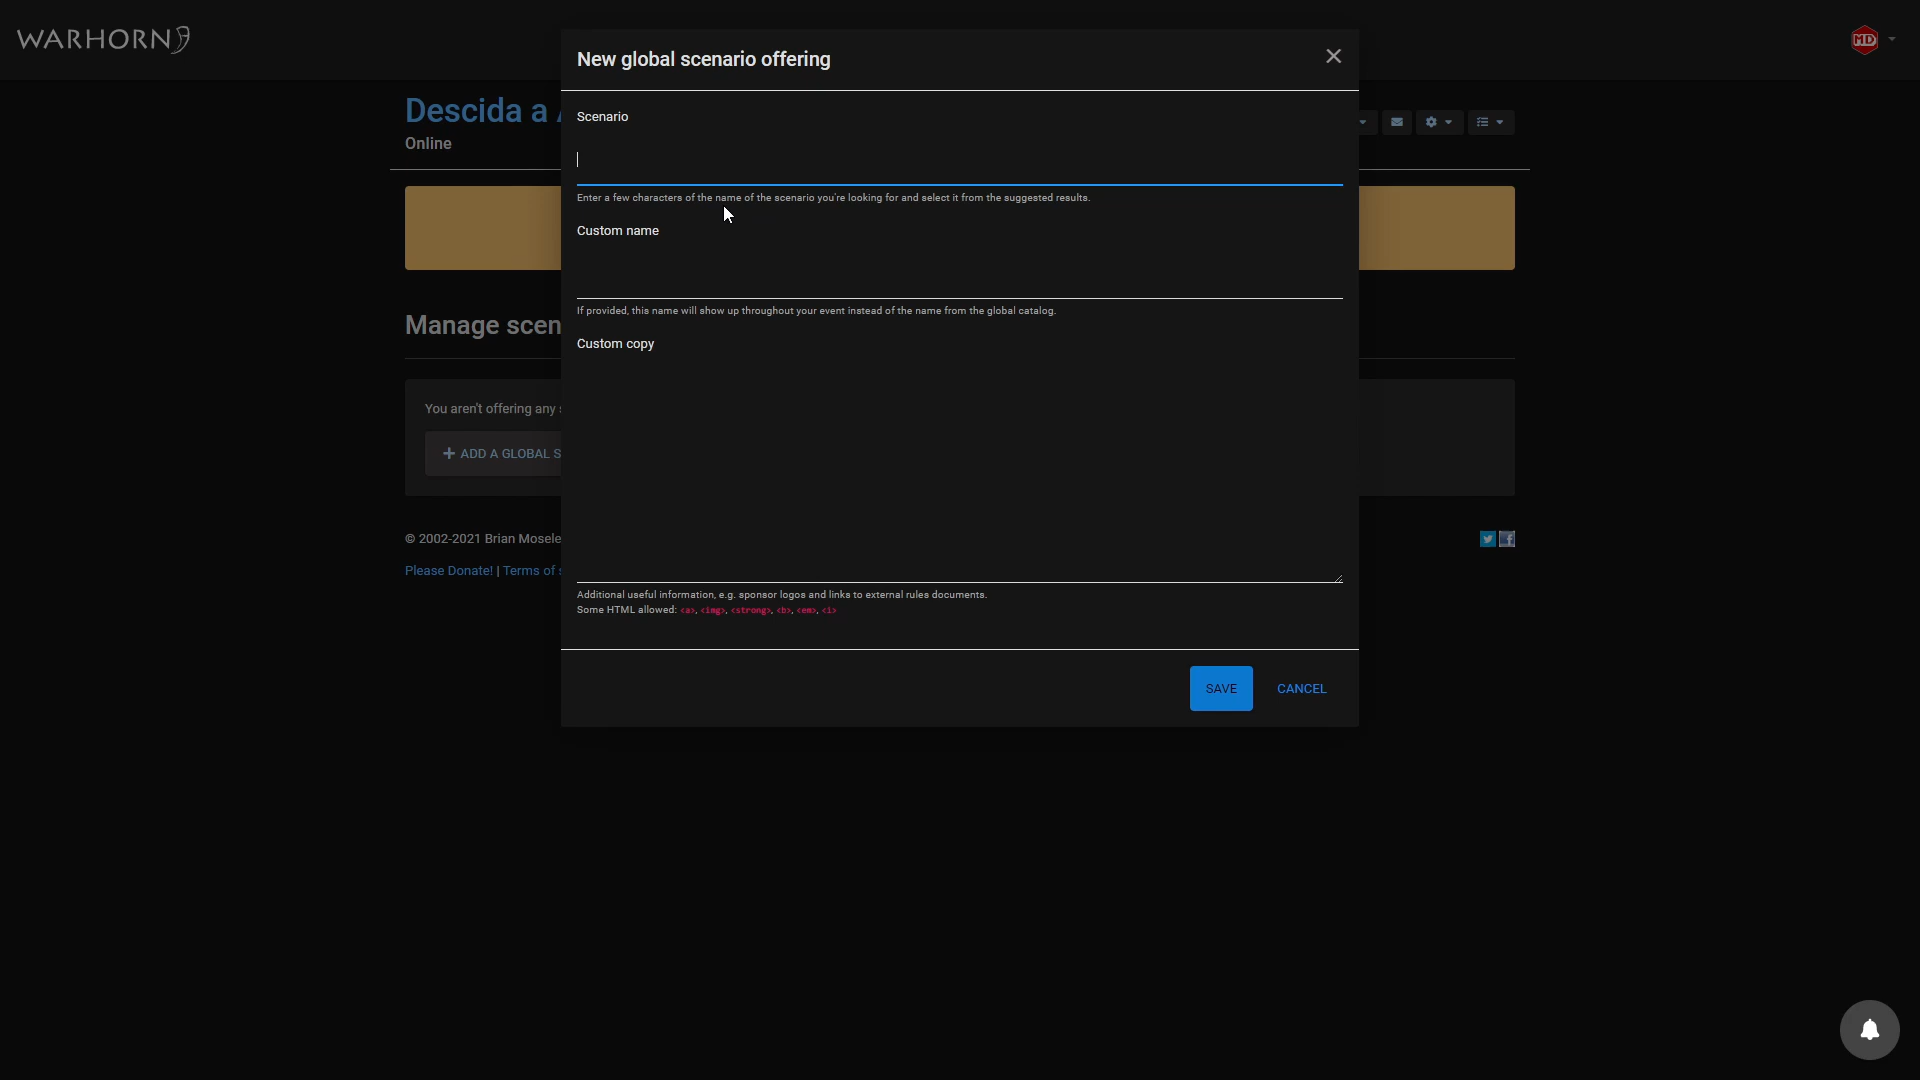 WARHORN
MD
New global scenario offering
Descida a
Online
Scenario
Enter a few characters of the name of the scenario you're looking for and select it from the suggested results.
Custom name
If provided, this name will show up throughout your event instead of the name from the global catalog.
Manage scen
Custom copy
You aren't offering any
ADD A GLOBAL S
© 2002-2021 Brian Mosele
Please Donate! | Terms of
Additional useful information, e.g. sponsor logos and links to external rules documents.
Some HTML allowed: <a>, <img>, <strong>, <b>, <em>, <i>
SAVE
CANCEL